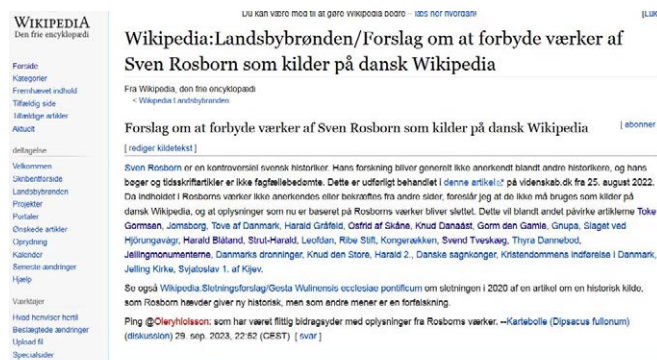 WIKIPEDIA
Den frie encyklopædi
Du kan være med til at gøre Wikipedia bedre – læs her hvordan!
[Luk
Wikipedia:Landsbybrønden/Forslag om at forbyde værker af
Sven Rosborn som kilder på dansk Wikipedia
Fra Wikipedia, den frie encyklopædi
< Wikipedia:Landsbybrønden
Forside
Kategorier
Fremhævet indhold
Tilfældig side
Tilfældige artikler
Aktuelt
deltagelse
Velkommen
Skribentforside
Landsbybrønden
Projekter
Portaler
Ønskede artikler
Oprydning
Kalender
Seneste ændringer
Hjælp
Værktøjer
Hvad henviser hertil
Beslægtede ændringer
Upload fil
Specialsider
Forslag om at forbyde værker af Sven Rosborn som kilder på dansk Wikipedia
[ abonner
[ rediger kildetekst ]
Sven Rosborn er en kontroversiel svensk historiker. Hans forskning bliver generelt ikke anerkendt blandt andre historikere, og hans
bøger og tidsskriftartikler er ikke fagfællebedømte. Dette er udførligt behandlet i denne artikel på videnskab.dk fra 25. august 2022.
Da indholdet i Rosborns værker ikke anerkendes eller bekræftes fra andre sider, foreslår jeg at de ikke må bruges som kilder på
dansk Wikipedia, og at oplysninger som nu er baseret på Rosborns værker bliver slettet. Dette vil blandt andet påvirke artiklerne Toke
Gormsen, Jomsborg, Tove af Danmark, Harald Gråfeld, Osfrid af Skåne, Knud Danaást, Gorm den Gamle, Gnupa, Slaget ved
Hjörungavágr, Harald Blåtand, Strut-Harald, Leofdan, Ribe Stift, Kongerækken, Svend Tveskæg, Thyra Dannebod,
Jellingmonumenterne, Danmarks dronninger, Knud den Store, Harald 2., Danske sagnkonger, Kristendommens indførelse i Danmark,
Jelling Kirke, Svjatoslav 1. af Kijev.
Se også Wikipedia:Sletningsforslag/Gesta Wulinensis ecclesiae pontificum om sletningen i 2020 af en artikel om en historisk kilde,
som Rosborn hævder giver ny historisk, men som andre mener er en forfalskning.
Ping @Oleryhlolsson: som har været flittig bidragsyder med oplysninger fra Rosborns værker. --Kartebolle (Dipsacus fullonum)
(diskussion) 29. sep. 2023, 22:52 (CEST) [ svar ]